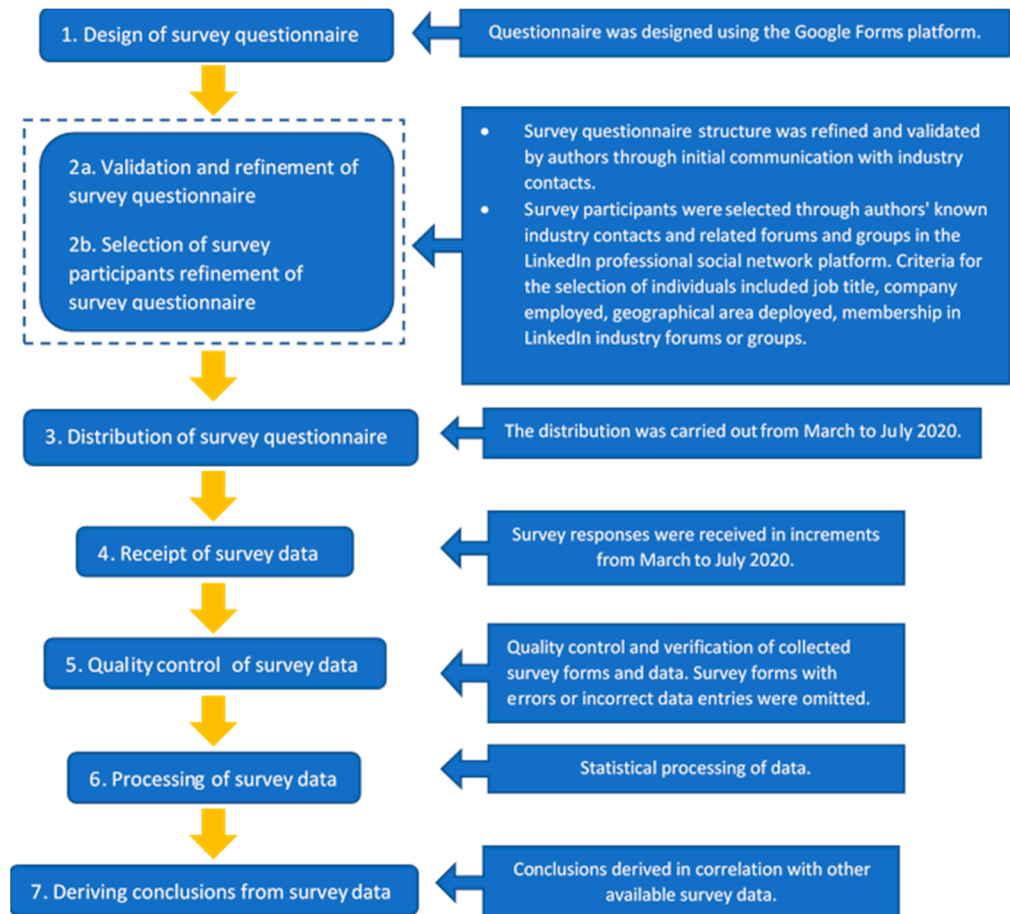 1. Design of survey questionnaire
Questionnaire was designed using the Google Forms platform.
2a. Validation and refinement of
survey questionnaire
2b. Selection of survey
participants refinement of
survey questionnaire
• Survey questionnaire structure was refined and validated
by authors through initial communication with industry
contacts.
• Survey participants were selected through authors' known
industry contacts and related forums and groups in the
LinkedIn professional social network platform. Criteria for
the selection of individuals included job title, company
employed, geographical area deployed, membership in
LinkedIn industry forums or groups.
3. Distribution of survey questionnaire
The distribution was carried out from March to July 2020.
4. Receipt of survey data
Survey responses were received in increments
from March to July 2020.
5. Quality control of survey data
Quality control and verification of collected
survey forms and data. Survey forms with
errors or incorrect data entries were omitted.
6. Processing of survey data
Statistical processing of data.
7. Deriving conclusions from survey data
Conclusions derived in correlation with other
available survey data.